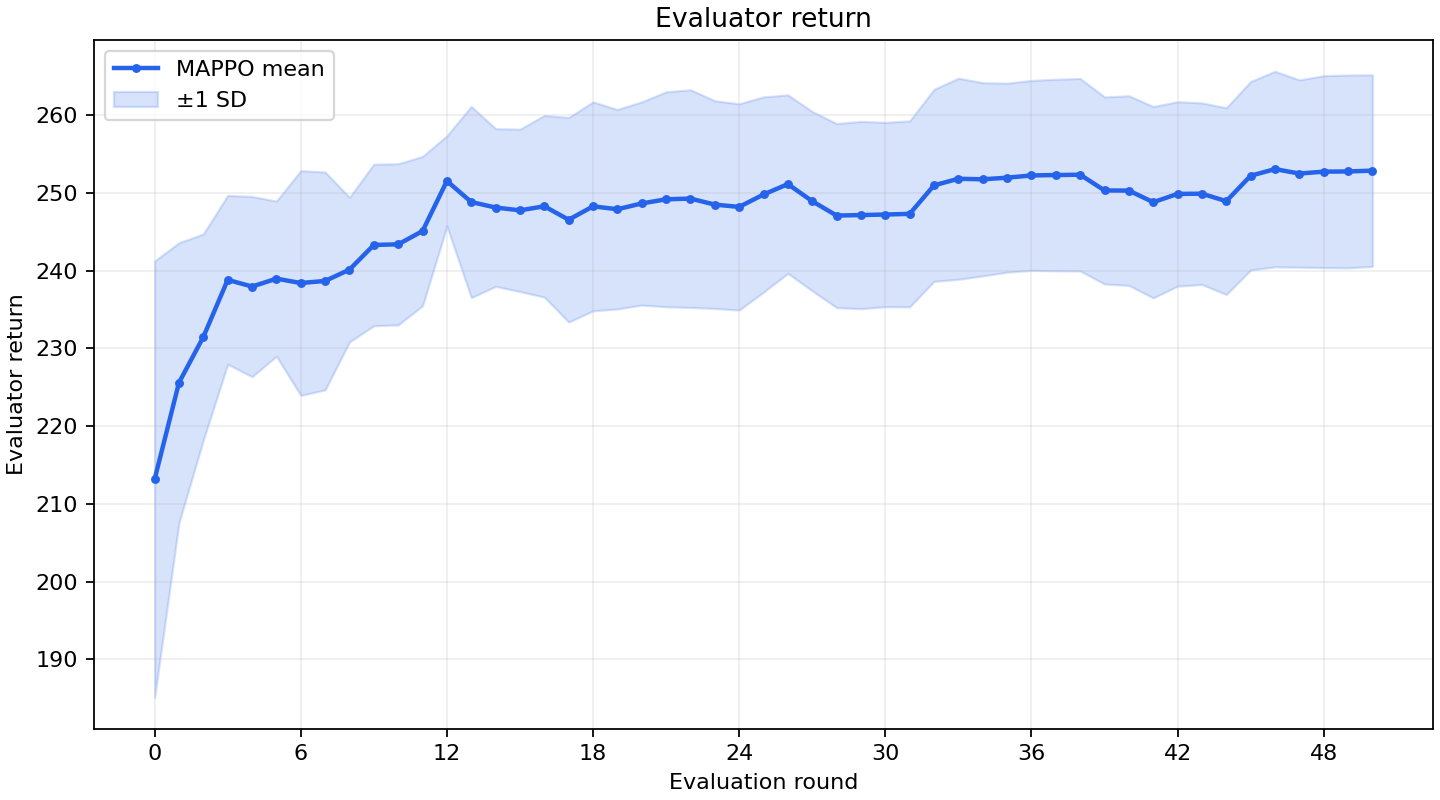 Evaluator return
MAPPO mean
±1 SD
Evaluator return
260
250
240
230
220
210
200
190
0 6 12 18 24 30 36 42 48
Evaluation round